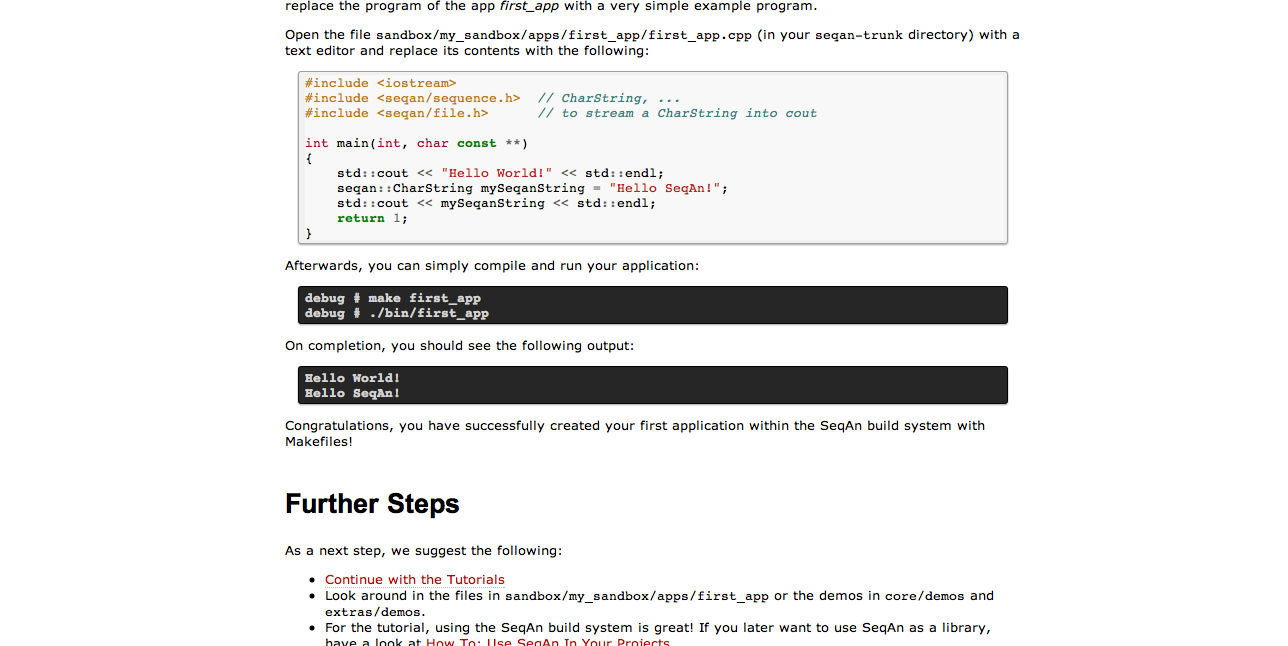 replace the program of the app first_app with a very simple example program.
Open the file sandbox/my_sandbox/apps/first_app/first_app.cpp (in your seqan-trunk directory) with a
text editor and replace its contents with the following:
#include <iostream>
#include <seqan/sequence.h>  // CharString, ...
#include <seqan/file.h>      // to stream a CharString into cout
int main(int, char const **)
{
    std::cout << "Hello World!" << std::endl;
    seqan::CharString mySeqanString = "Hello SeqAn!";
    std::cout << mySeqanString << std::endl;
    return 1;
}
Afterwards, you can simply compile and run your application:
debug # make first_app
debug # ./bin/first_app
On completion, you should see the following output:
Hello World!
Hello SeqAn!
Congratulations, you have successfully created your first application within the SeqAn build system with
Makefiles!
Further Steps
As a next step, we suggest the following:
• Continue with the Tutorials
• Look around in the files in sandbox/my_sandbox/apps/first_app or the demos in core/demos and
extras/demos.
• For the tutorial, using the SeqAn build system is great! If you later want to use SeqAn as a library,
have a look at How To: Use SeqAn In Your Projects